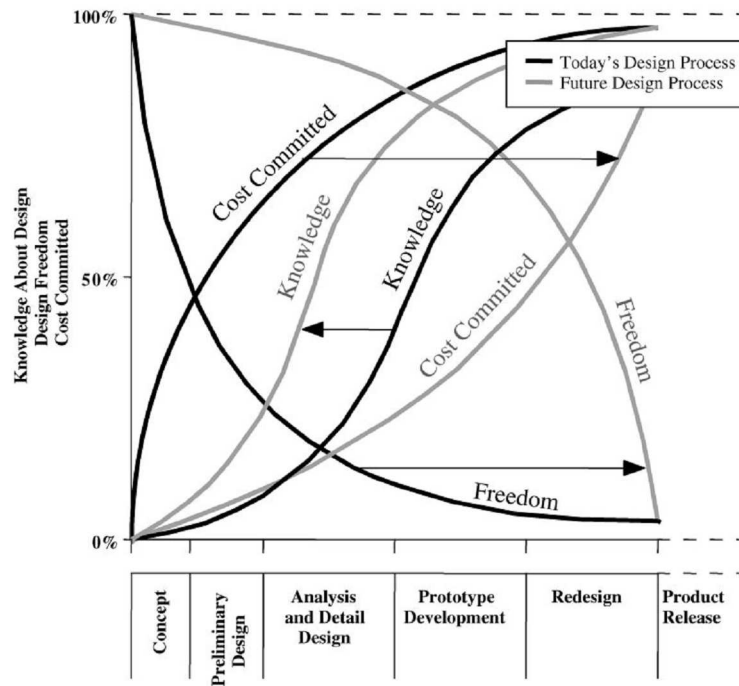 100%
50%
0%
Knowledge About Design
Design Freedom
Cost Committed
Today's Design Process
Future Design Process
Cost Committed
Knowledge
Knowledge
Cost Committed
Freedom
Freedom
Concept
Preliminary
Design
Analysis
and Detail
Design
Prototype
Development
Redesign
Product
Release